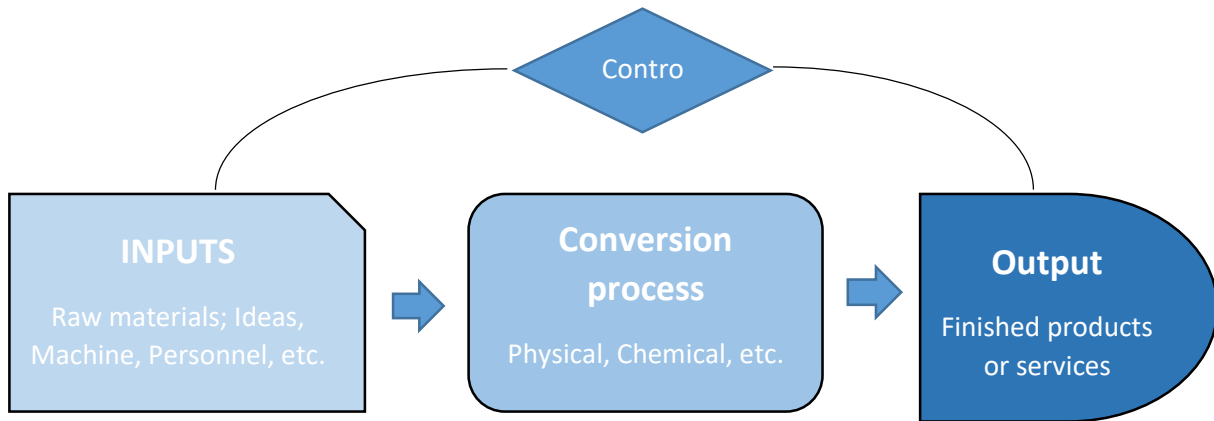 Contro
INPUTS
Raw materials; Ideas,
Machine, Personnel, etc.
Conversion
process
Physical, Chemical, etc.
Output
Finished products
or services